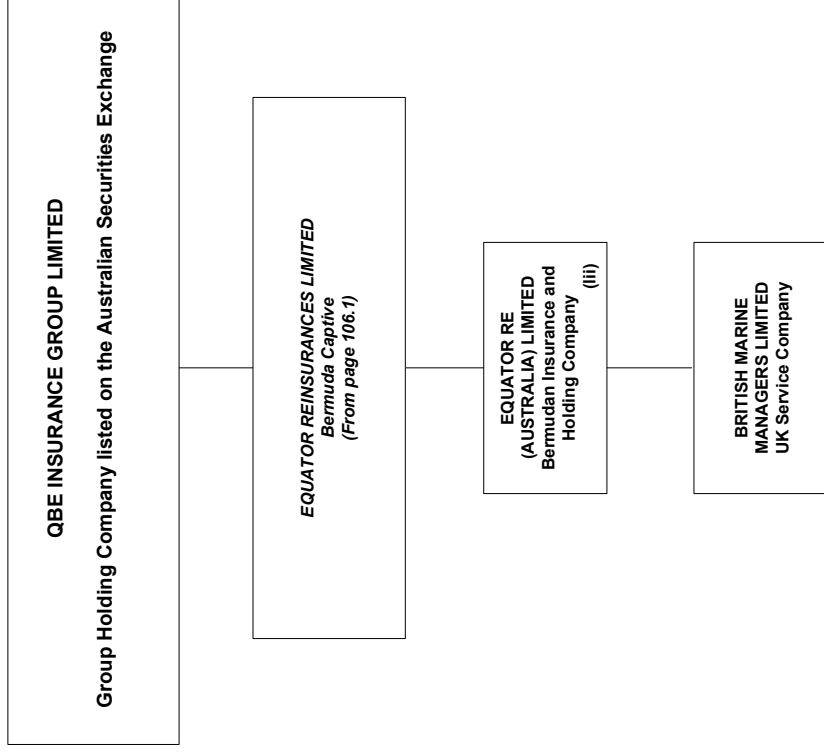 QBE INSURANCE GROUP LIMITED
Group Holding Company listed on the Australian Securities Exchange
EQUATOR REINSURANCES LIMITED
Bermuda Captive
(From page 106.1)
EQUATOR RE
(AUSTRALIA) LIMITED
Bermudan Insurance and
Holding Company
(iii)
BRITISH MARINE
MANAGERS LIMITED
UK Service Company